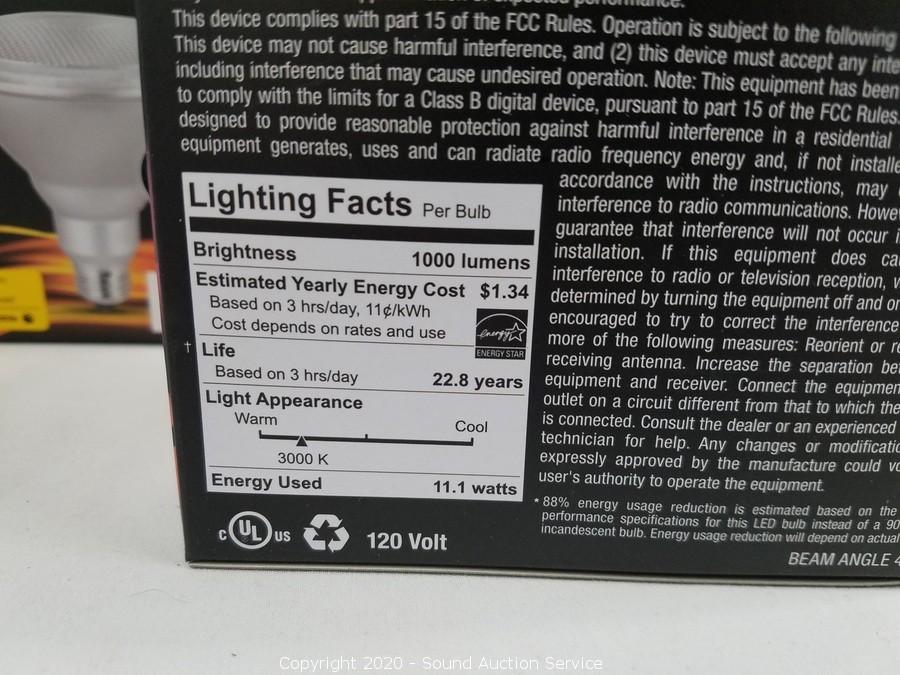 expected performance.
This device complies with part 15 of the FCC Rules. Operation is subject to the following
This device may not cause harmful interference, and (2) this device must accept any
including interference that may cause undesired operation. Note: This equipment has been
to comply with the limits for a Class B digital device, pursuant to part 15 of the FCC Rules.
designed to provide reasonable protection against harmful interference in a residential
equipment generates, uses and can radiate radio frequency energy and, if not
accordance with the instructions, may
interference to radio communications.
guarantee that interference will not occur
installation. If this equipment does
interference to radio or television reception,
determined by turning the equipment off and
encouraged to try to correct the interference
more of the following measures: Reorient or
receiving antenna. Increase the separation
equipment and receiver. Connect the
outlet on a circuit different from that to which the
is connected. Consult the dealer or an experienced
technician for help. Any changes or
expressly approved by the manufacture could
user's authority to operate the equipment.
* 88% energy usage reduction is estimated based on the
performance specifications for this LED bulb instead of a
incandescent bulb. Energy usage reduction will depend on actual
BEAM ANGLE 4
Lighting Facts Per Bulb
Brightness 1000 lumens
Estimated Yearly Energy Cost $1.34
Based on 3 hrs/day, 11¢/kWh
Cost depends on rates and use
energy
ENERGY STAR
† Life
Based on 3 hrs/day 22.8 years
Light Appearance
Warm Cool
3000 K
Energy Used 11.1 watts
c UL us 120 Volt
Copyright 2020 - Sound Auction Service